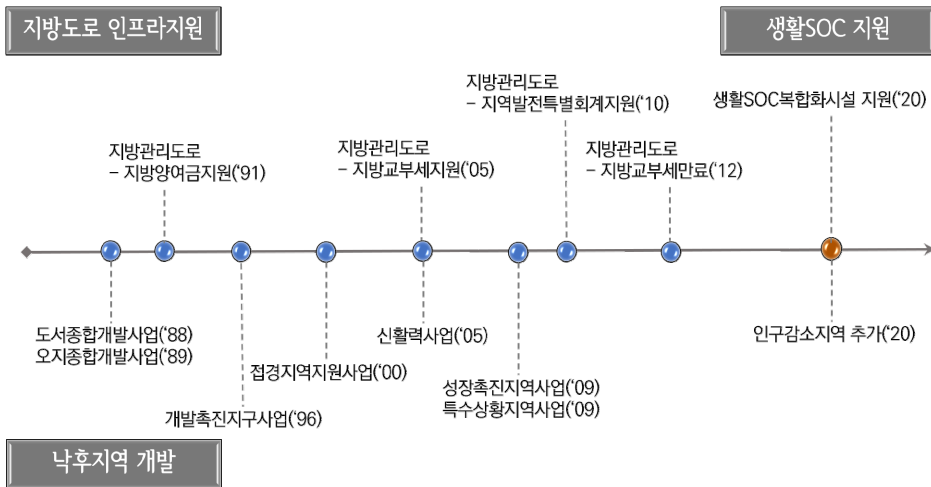 지방도로 인프라지원
생활SOC 지원
지방관리도로
– 지역발전특별회계지원(‘10)
생활SOC복합화시설 지원(‘20)
지방관리도로
– 지방양여금지원(‘91)
지방관리도로
– 지방교부세지원(‘05)
지방관리도로
– 지방교부세만료(‘12)
도서종합개발사업(‘88)
오지종합개발사업(‘89)
신활력사업(‘05)
인구감소지역 추가(‘20)
접경지역지원사업(‘00)
성장촉진지역사업(‘09)
특수상황지역사업(‘09)
개발촉진지구사업(‘96)
낙후지역 개발